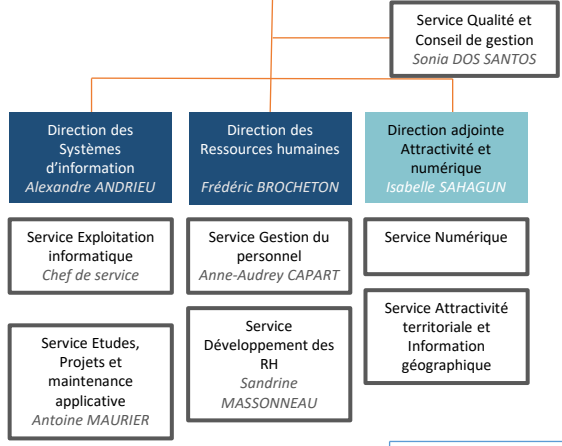 Service Qualité et
Conseil de gestion
Sonia DOS SANTOS
Direction des
Systèmes
d'information
Alexandre ANDRIEU
Direction des
Ressources humaines
Frédéric BROCHETON
Direction adjointe
Attractivité et
numérique
Isabelle SAHAGUN
Service Exploitation
informatique
Chef de service
Service Gestion du
personnel
Anne-Audrey CAPART
Service Numérique
Service Etudes,
Projets et
maintenance
applicative
Antoine MAURIER
Service
Développement des
RH
Sandrine
MASSONNEAU
Service Attractivité
territoriale et
Information
géographique